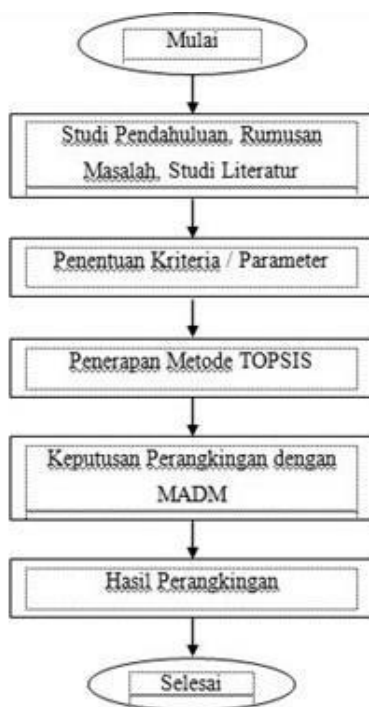 Mulai
Studi Pendahuluan, Rumusan
Masalah, Studi Literatur
Penentuan Kriteria / Parameter
Penerapan Metode TOPSIS
Keputusan Perangkingan dengan
MADM
Hasil Perangkingan
Selesai